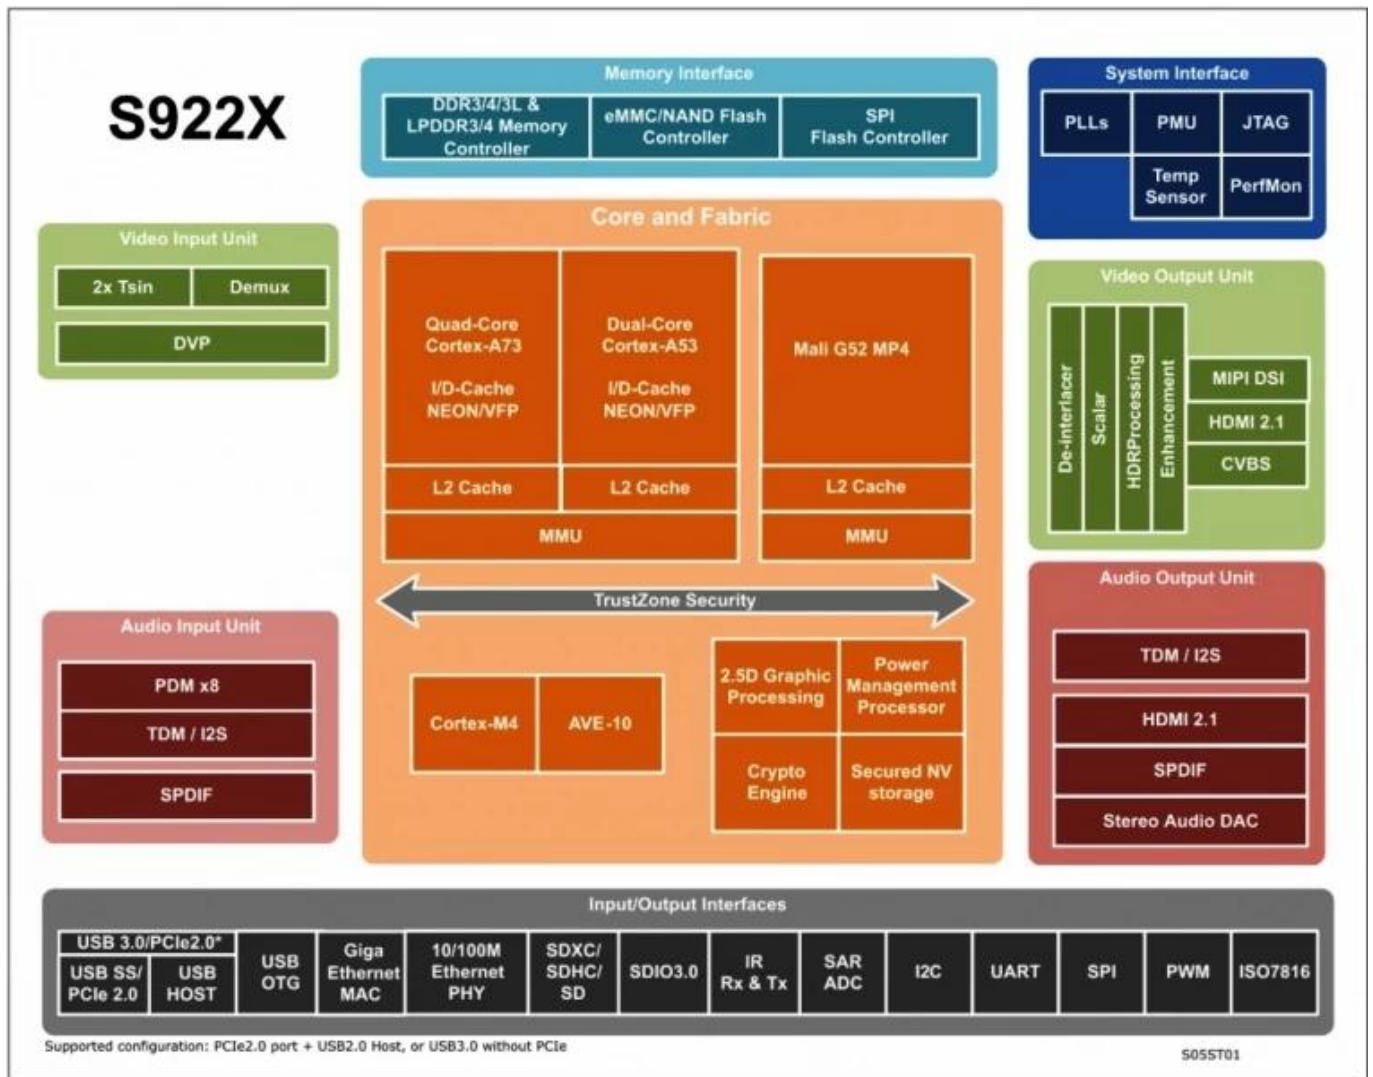 S922X
Memory Interface
DDR3/4/3L &
LPDDR3/4 Memory
Controller
eMMC/NAND Flash
Controller
SPI
Flash Controller
System Interface
PLLs
PMU
JTAG
Temp
Sensor
PerfMon
Video Input Unit
2x Tsin
Demux
DVP
Core and Fabric
Quad-Core
Cortex-A73
I/D-Cache
NEON/VFP
Dual-Core
Cortex-A53
I/D-Cache
NEON/VFP
Mali G52 MP4
L2 Cache
L2 Cache
L2 Cache
MMU
MMU
TrustZone Security
Cortex-M4
AVE-10
2.5D Graphic
Processing
Power
Management
Processor
Crypto
Engine
Secured NV
storage
Video Output Unit
De-interlacer
Scalar
HDRProcessing
Enhancement
MIPI DSI
HDMI 2.1
CVBS
Audio Input Unit
PDM x8
TDM / I2S
SPDIF
Audio Output Unit
TDM / I2S
HDMI 2.1
SPDIF
Stereo Audio DAC
Input/Output Interfaces
USB 3.0/PCIe2.0*
USB SS/
PCIe 2.0
USB
HOST
USB
OTG
Giga
Ethernet
MAC
10/100M
Ethernet
PHY
SDXC/
SDHC/
SD
SDIO3.0
IR
Rx & Tx
SAR
ADC
I2C
UART
SPI
PWM
ISO7816
Supported configuration: PCIe2.0 port + USB2.0 Host, or USB3.0 without PCIe
S05ST01